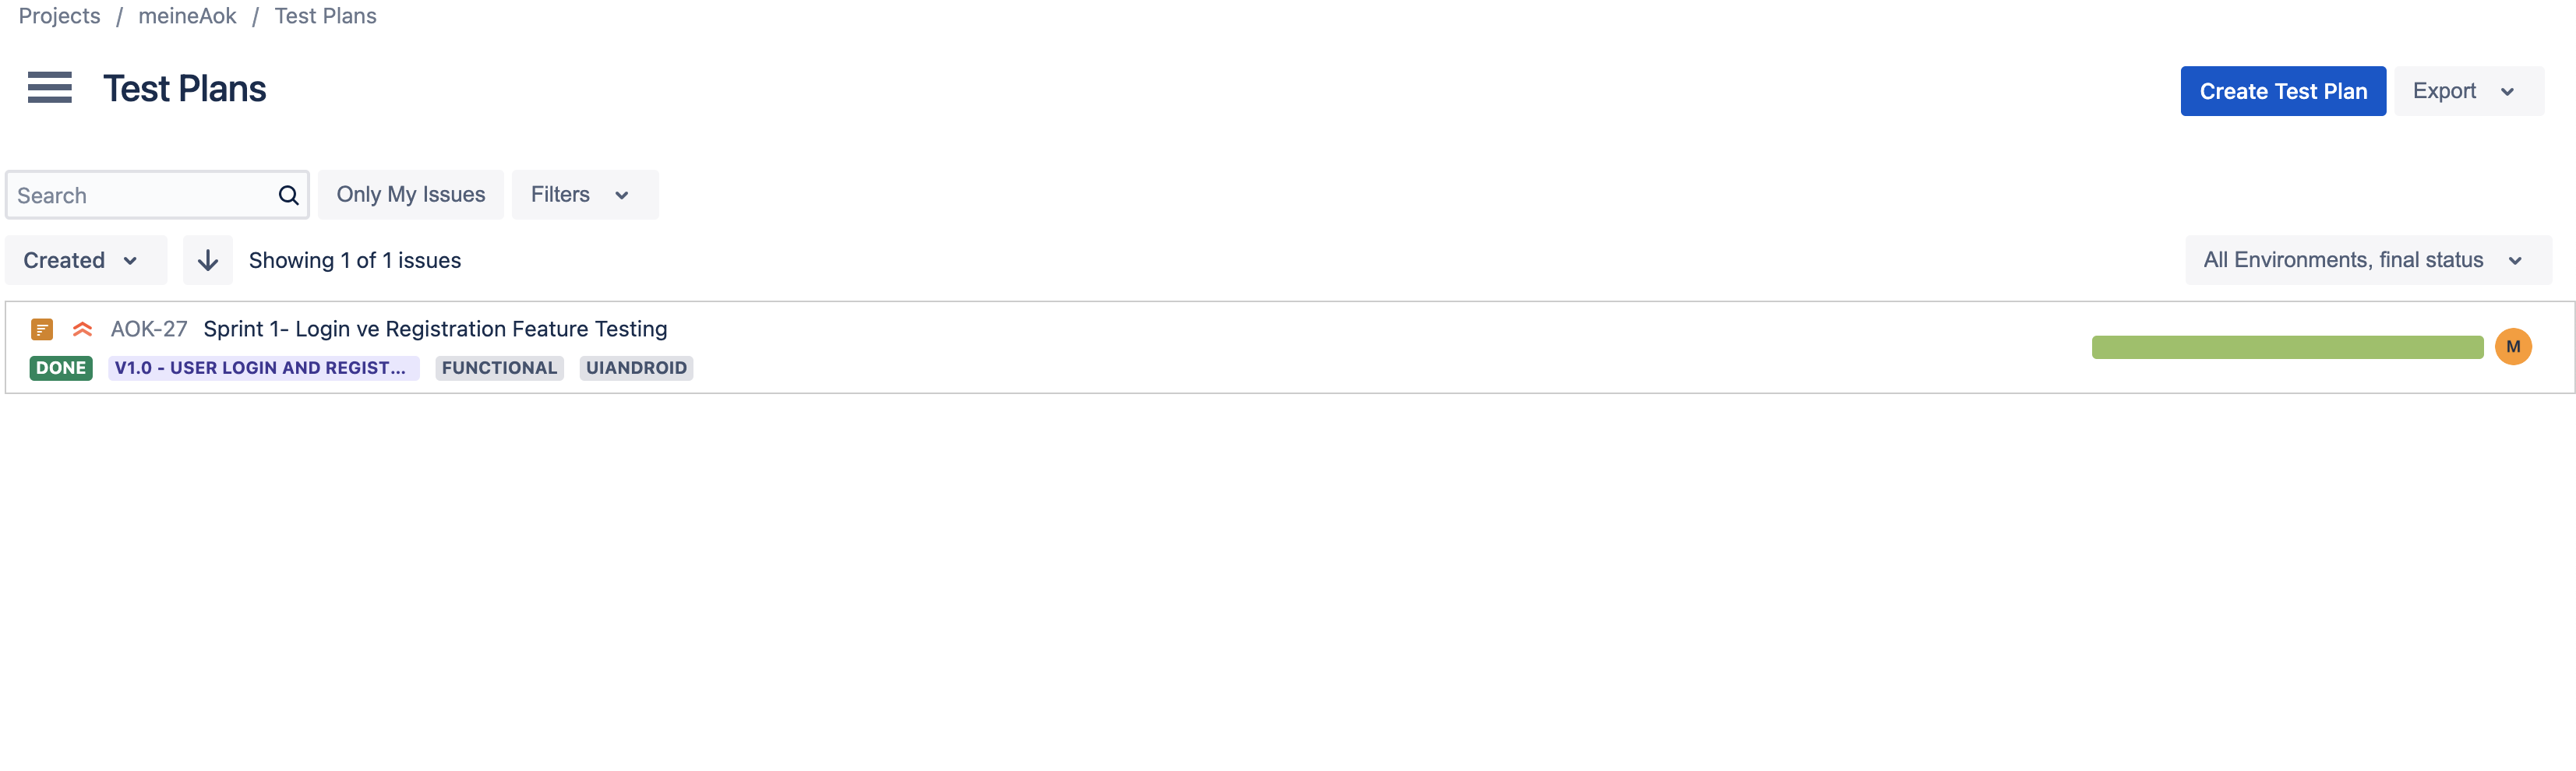 Projects / meineAok / Test Plans
Test Plans
Create Test Plan
Export
Search
Only My Issues
Filters
Created
Showing 1 of 1 issues
All Environments, final status
AOK-27 Sprint 1- Login ve Registration Feature Testing
M
DONE V1.0 - USER LOGIN AND REGIST... FUNCTIONAL UIANDROID